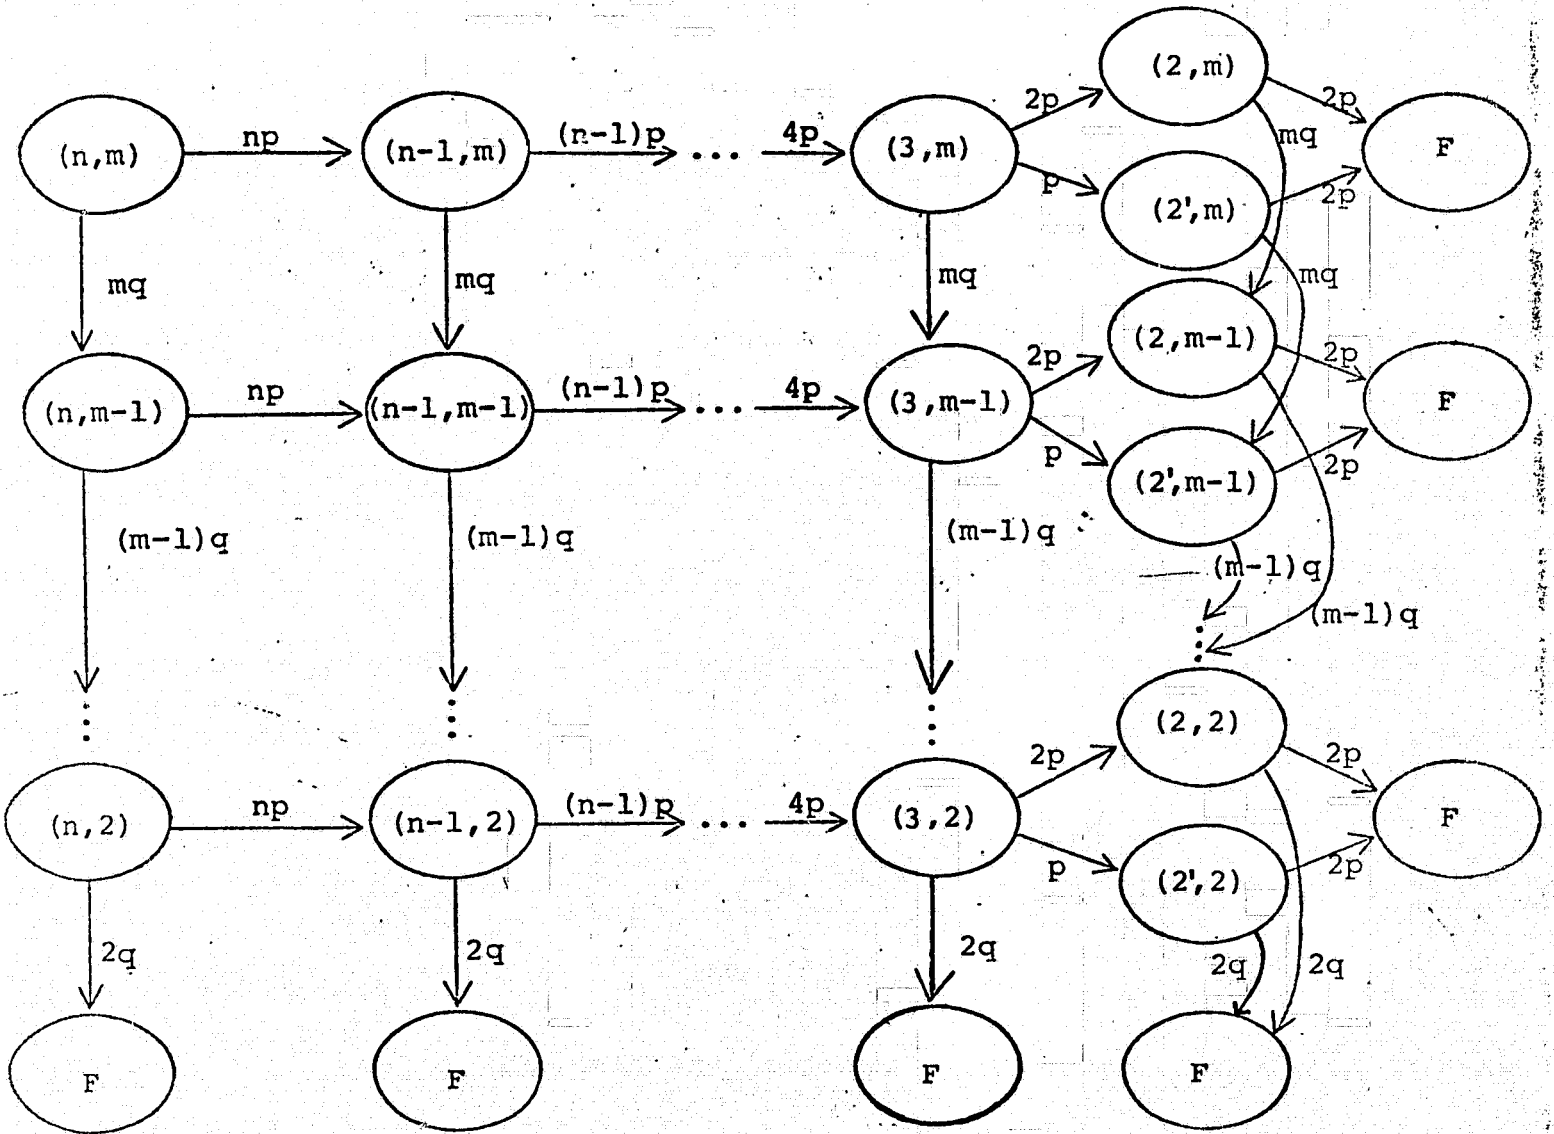 (2,m)
2p 2p
np (n-1)p 4p mq
(n,m) (n-1,m) ... (3,m) F
p 2p
(2',m)
mq mq mq mq
(2,m-1)
2p 2p
np (n-1)p 4p
(n,m-1) (n-1,m-1) ... (3,m-1) F
p 2p
(2',m-1)
(m-1)q (m-1)q (m-1)q (m-1)q
(m-1)q
(2,2)
2p 2p
np (n-1)p 4p
(n,2) (n-1,2) ... (3,2) F
p 2p
(2',2)
2q 2q 2q 2q 2q
F F F F